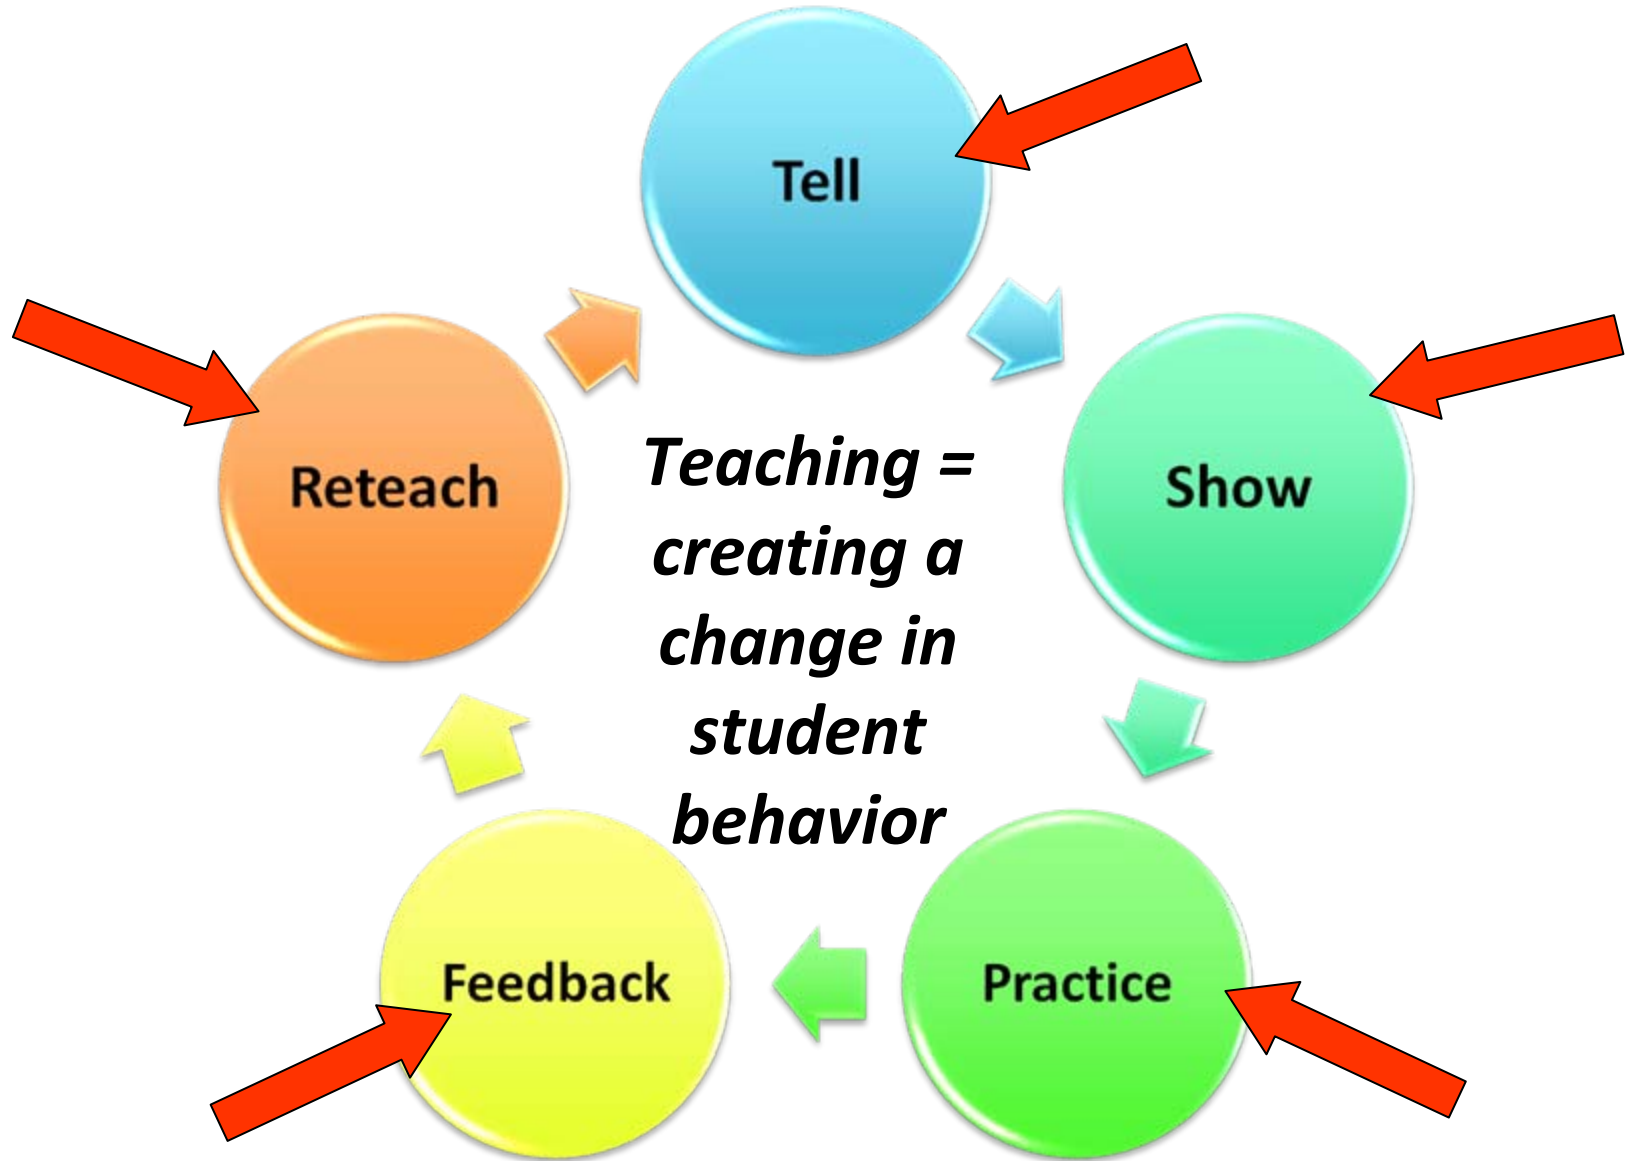 Tell
Show
Practice
Feedback
Reteach
Teaching =
creating a
change in
student
behavior